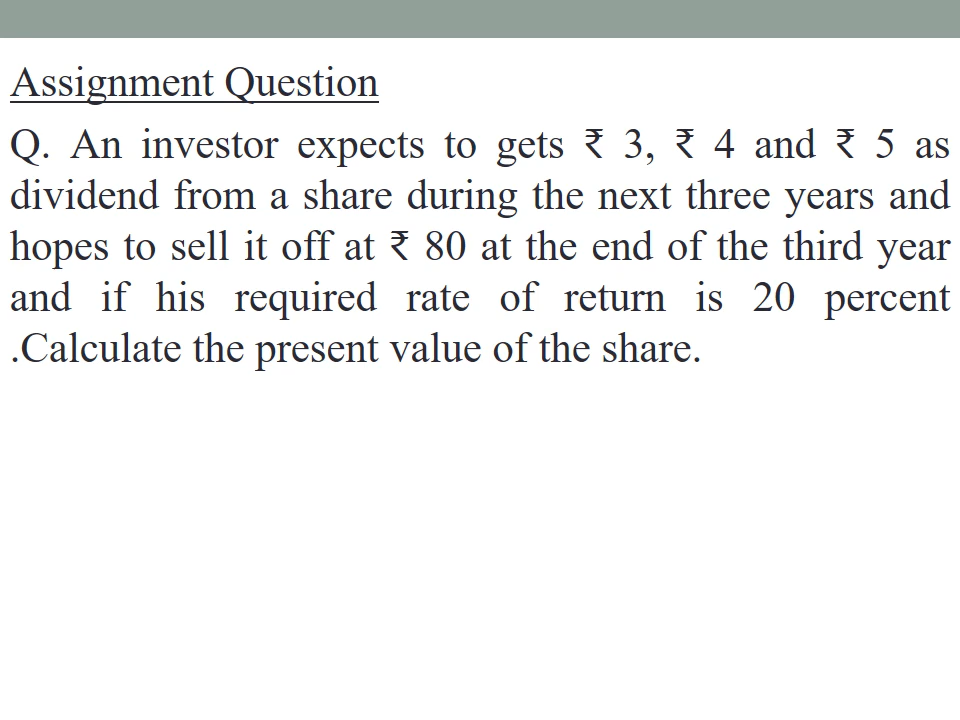 Assignment Question
Q. An investor expects to gets ₹ 3, ₹ 4 and ₹ 5 as
dividend from a share during the next three years and
hopes to sell it off at ₹ 80 at the end of the third year
and if his required rate of return is 20 percent
.Calculate the present value of the share.